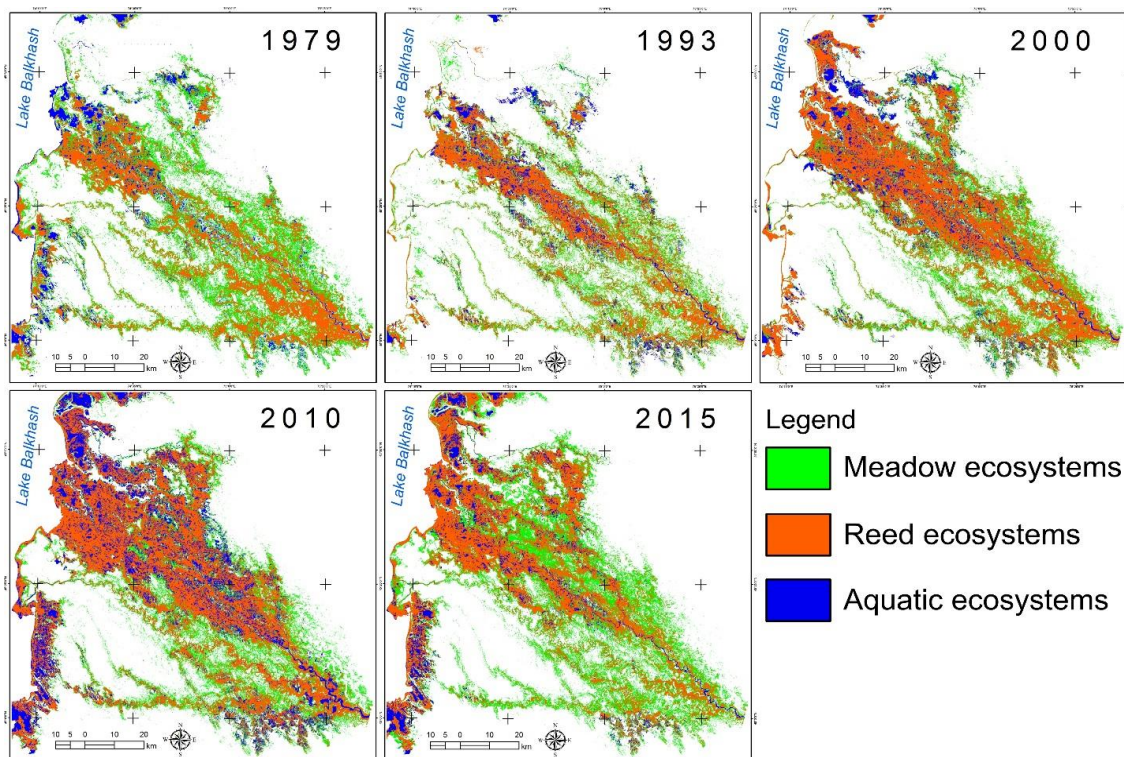 Lake Balkhash
1979
Lake Balkhash
1993
Lake Balkhash
2000
10 5 0 10 20
km
N
W E
S
10 5 0 10 20
km
N
W E
S
10 5 0 10 20
km
N
W E
S
Lake Balkhash
2010
Lake Balkhash
2015
Legend
Meadow ecosystems
Reed ecosystems
Aquatic ecosystems
10 5 0 10 20
km
N
W E
S
10 5 0 10 20
km
N
W E
S